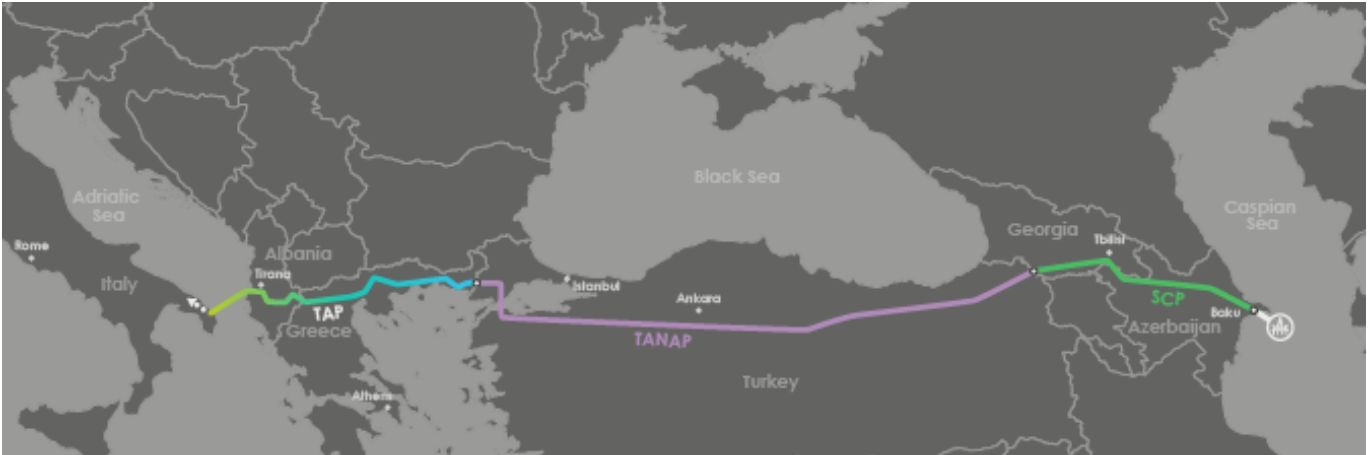 Black Sea
Adriatic
Sea
Caspian
Sea
Georgia
Tbilisi
Rome
Albania
Tirana
Italy
Istanbul
Ankara
SCP
TAP
Baku
Azerbaijan
Greece
TANAP
Turkey
Athens